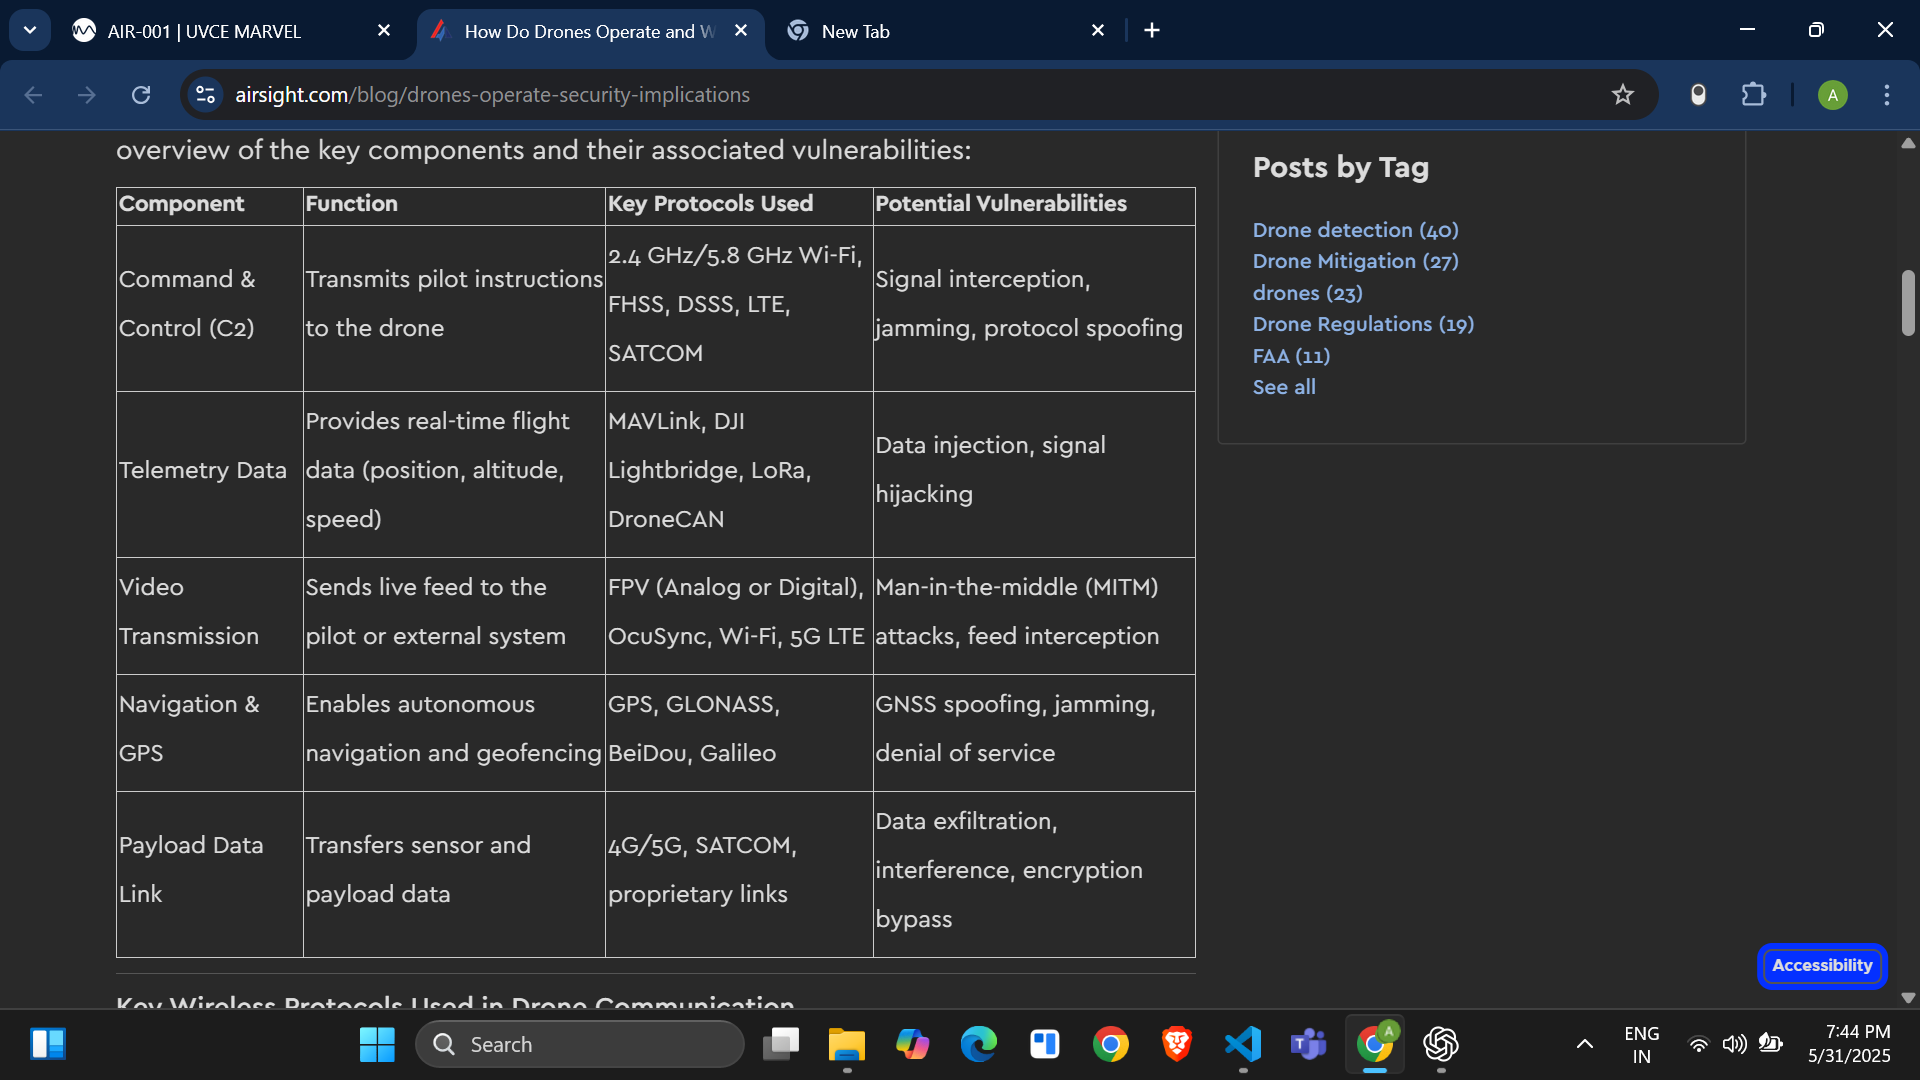 AIR-001 | UVCE MARVEL
How Do Drones Operate and W
New Tab
airsight.com/blog/drones-operate-security-implications
A
overview of the key components and their associated vulnerabilities:
Component Function Key Protocols Used Potential Vulnerabilities
Command &
Control (C2)
Transmits pilot instructions
to the drone
2.4 GHz/5.8 GHz Wi-Fi,
FHSS, DSSS, LTE,
SATCOM
Signal interception,
jamming, protocol spoofing
Telemetry Data
Provides real-time flight
data (position, altitude,
speed)
MAVLink, DJI
Lightbridge, LoRa,
DroneCAN
Data injection, signal
hijacking
Video
Transmission
Sends live feed to the
pilot or external system
FPV (Analog or Digital),
OcuSync, Wi-Fi, 5G LTE
Man-in-the-middle (MITM)
attacks, feed interception
Navigation &
GPS
Enables autonomous
navigation and geofencing
GPS, GLONASS,
BeiDou, Galileo
GNSS spoofing, jamming,
denial of service
Payload Data
Link
Transfers sensor and
payload data
4G/5G, SATCOM,
proprietary links
Data exfiltration,
interference, encryption
bypass
Key Wireless Protocols Used in Drone Communication
Posts by Tag
Drone detection (40)
Drone Mitigation (27)
drones (23)
Drone Regulations (19)
FAA (11)
See all
Accessibility
Search
T
A
ENG
IN
7:44 PM
5/31/2025